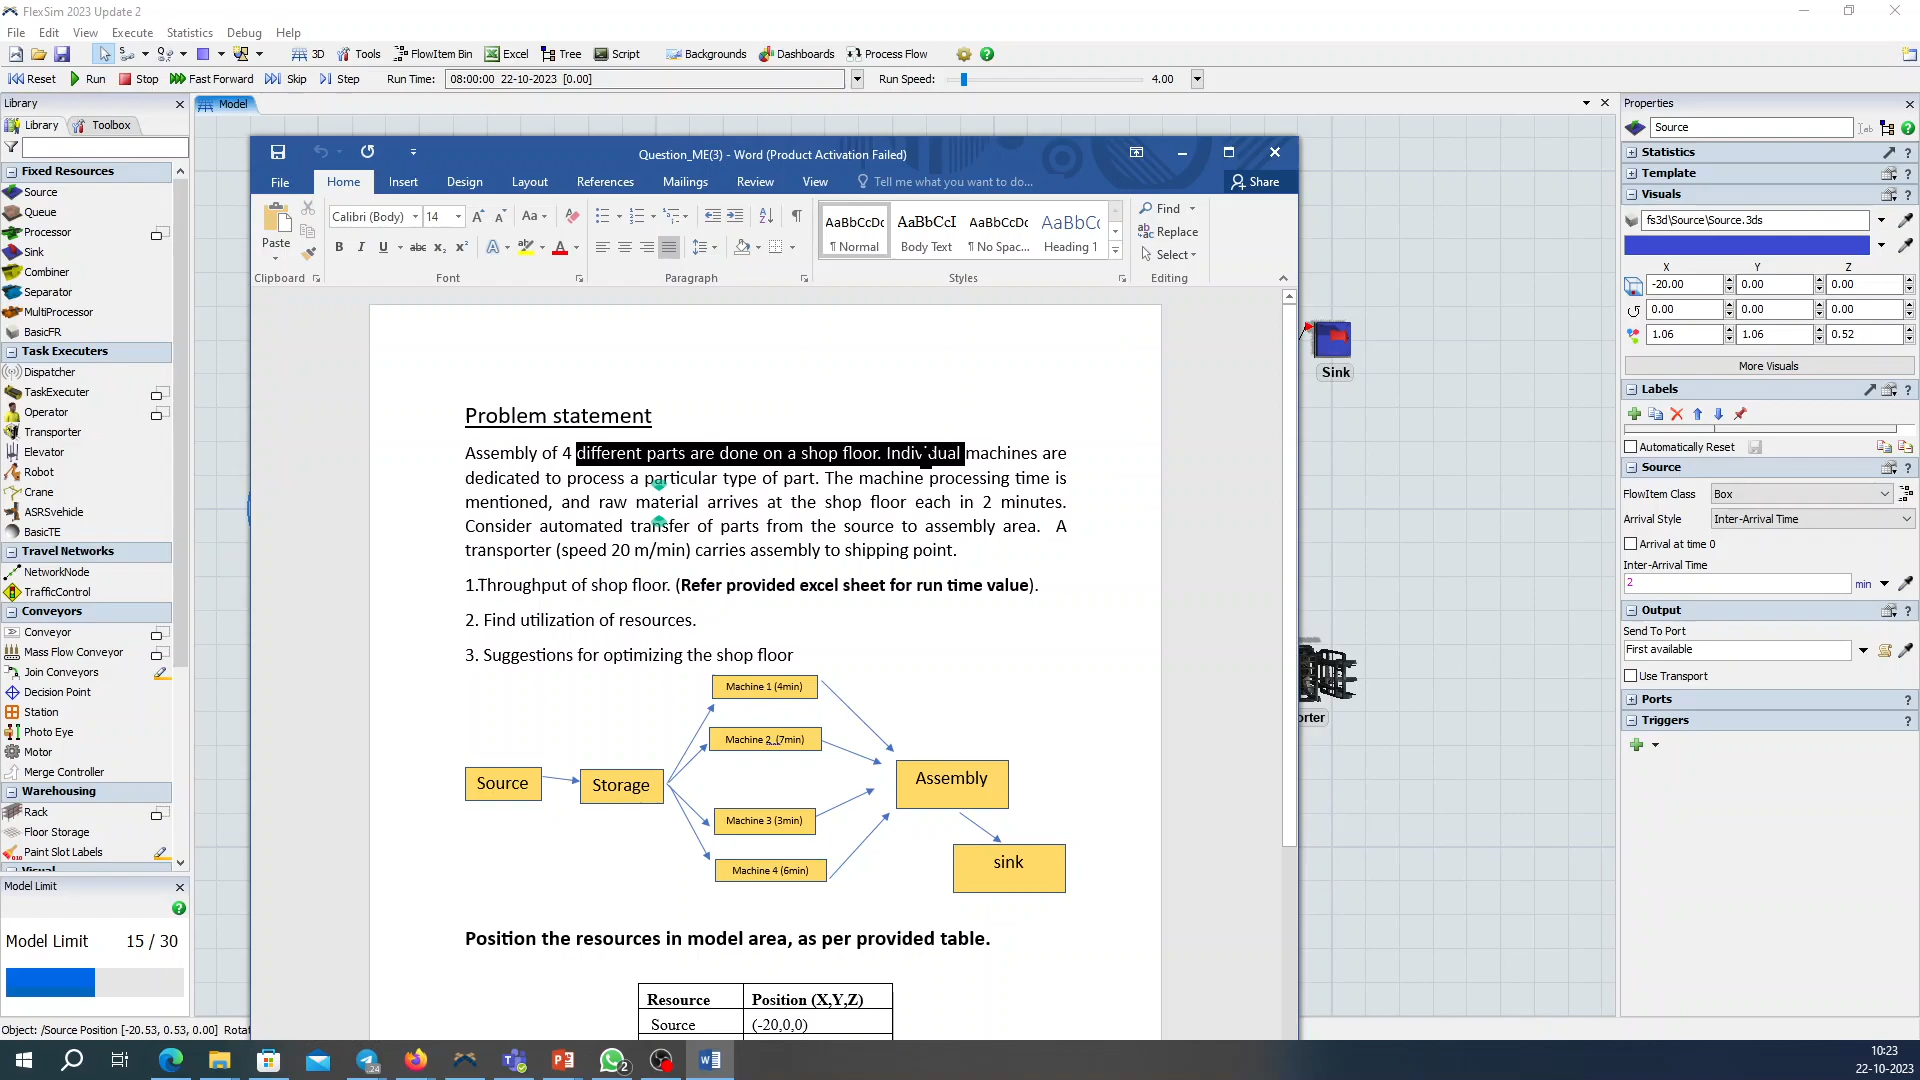 FlexSim 2023 Update 2
File Edit View Execute Statistics Debug Help
3D Tools FlowItem Bin Excel Tree Script Backgrounds Dashboards Process Flow
Reset Run Stop Fast Forward Skip Step Run Time: 08:00:00 22-10-2023 [0.00] Run Speed: 4.00
Library
Library Toolbox
Fixed Resources
Source
Queue
Processor
Sink
Combiner
Separator
MultiProcessor
BasicFR
Task Executers
Dispatcher
TaskExecuter
Operator
Transporter
Elevator
Robot
Crane
ASRSvehicle
BasicTE
Travel Networks
NetworkNode
TrafficControl
Conveyors
Conveyor
Mass Flow Conveyor
Join Conveyors
Decision Point
Station
Photo Eye
Motor
Merge Controller
Warehousing
Rack
Floor Storage
Paint Slot Labels
Visual
Model Limit
Model Limit 15 / 30
Object: /Source Position [-20.53, 0.53, 0.00] Rotat
Model
Question_ME(3) - Word (Product Activation Failed)
File Home Insert Design Layout References Mailings Review View Tell me what you want to do... Share
Paste
Calibri (Body) 14 Aa
B I U abc x₂ x² A A
AaBbCcDc AaBbCcI AaBbCcDc AaBbCc
¶ Normal Body Text ¶ No Spac... Heading 1
Find
Replace
Select
Clipboard Font Paragraph Styles Editing
Problem statement
Assembly of 4 different parts are done on a shop floor. Individual machines are
dedicated to process a particular type of part. The machine processing time is
mentioned, and raw material arrives at the shop floor each in 2 minutes.
Consider automated transfer of parts from the source to assembly area. A
transporter (speed 20 m/min) carries assembly to shipping point.
1.Throughput of shop floor. (Refer provided excel sheet for run time value).
2. Find utilization of resources.
3. Suggestions for optimizing the shop floor
Machine 1 (4min)
Machine 2 (7min)
Source
Storage
Assembly
Machine 3 (3min)
sink
Machine 4 (6min)
Position the resources in model area, as per provided table.
Resource Position (X,Y,Z)
Source (-20,0,0)
Sink
orter
Properties
Source
Statistics
Template
Visuals
fs3d\Source\Source.3ds
X Y Z
-20.00 0.00 0.00
0.00 0.00 0.00
1.06 1.06 0.52
More Visuals
Labels
Automatically Reset
Source
FlowItem Class Box
Arrival Style Inter-Arrival Time
Arrival at time 0
Inter-Arrival Time
2 min
Output
Send To Port
First available
Use Transport
Ports
Triggers
10:23
22-10-2023